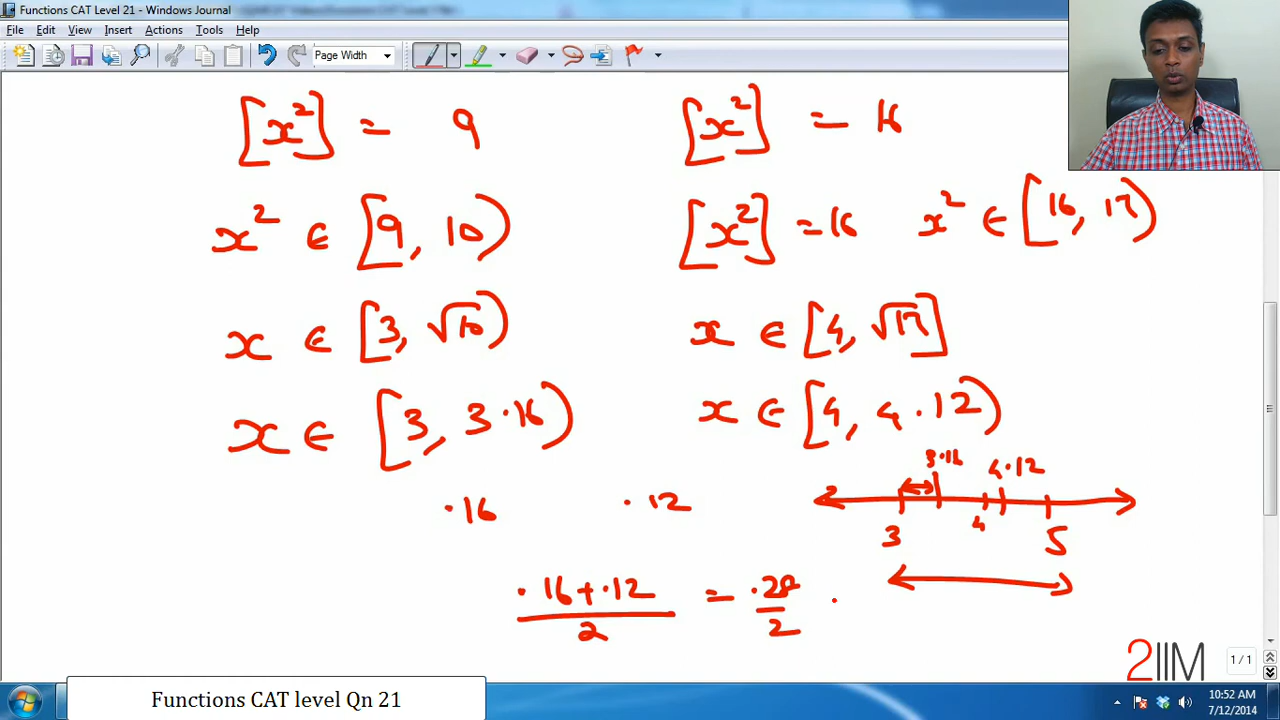 Functions CAT Level 21 - Windows Journal
File Edit View Insert Actions Tools Help
Page Width
[x²] = 9
[x²] = 16
x² ∈ [9, 10)
[x²] = 16 x² ∈ [16, 17)
x ∈ [3, √10)
x ∈ [4, √17]
x ∈ [3, 3.16)
x ∈ [4, 4.12)
3.16 4.12
3 4 5
.16 .12
.16 + .12 / 2 = .28 / 2 .
2IIM
1/1
Functions CAT level Qn 21
10:52 AM
7/12/2014